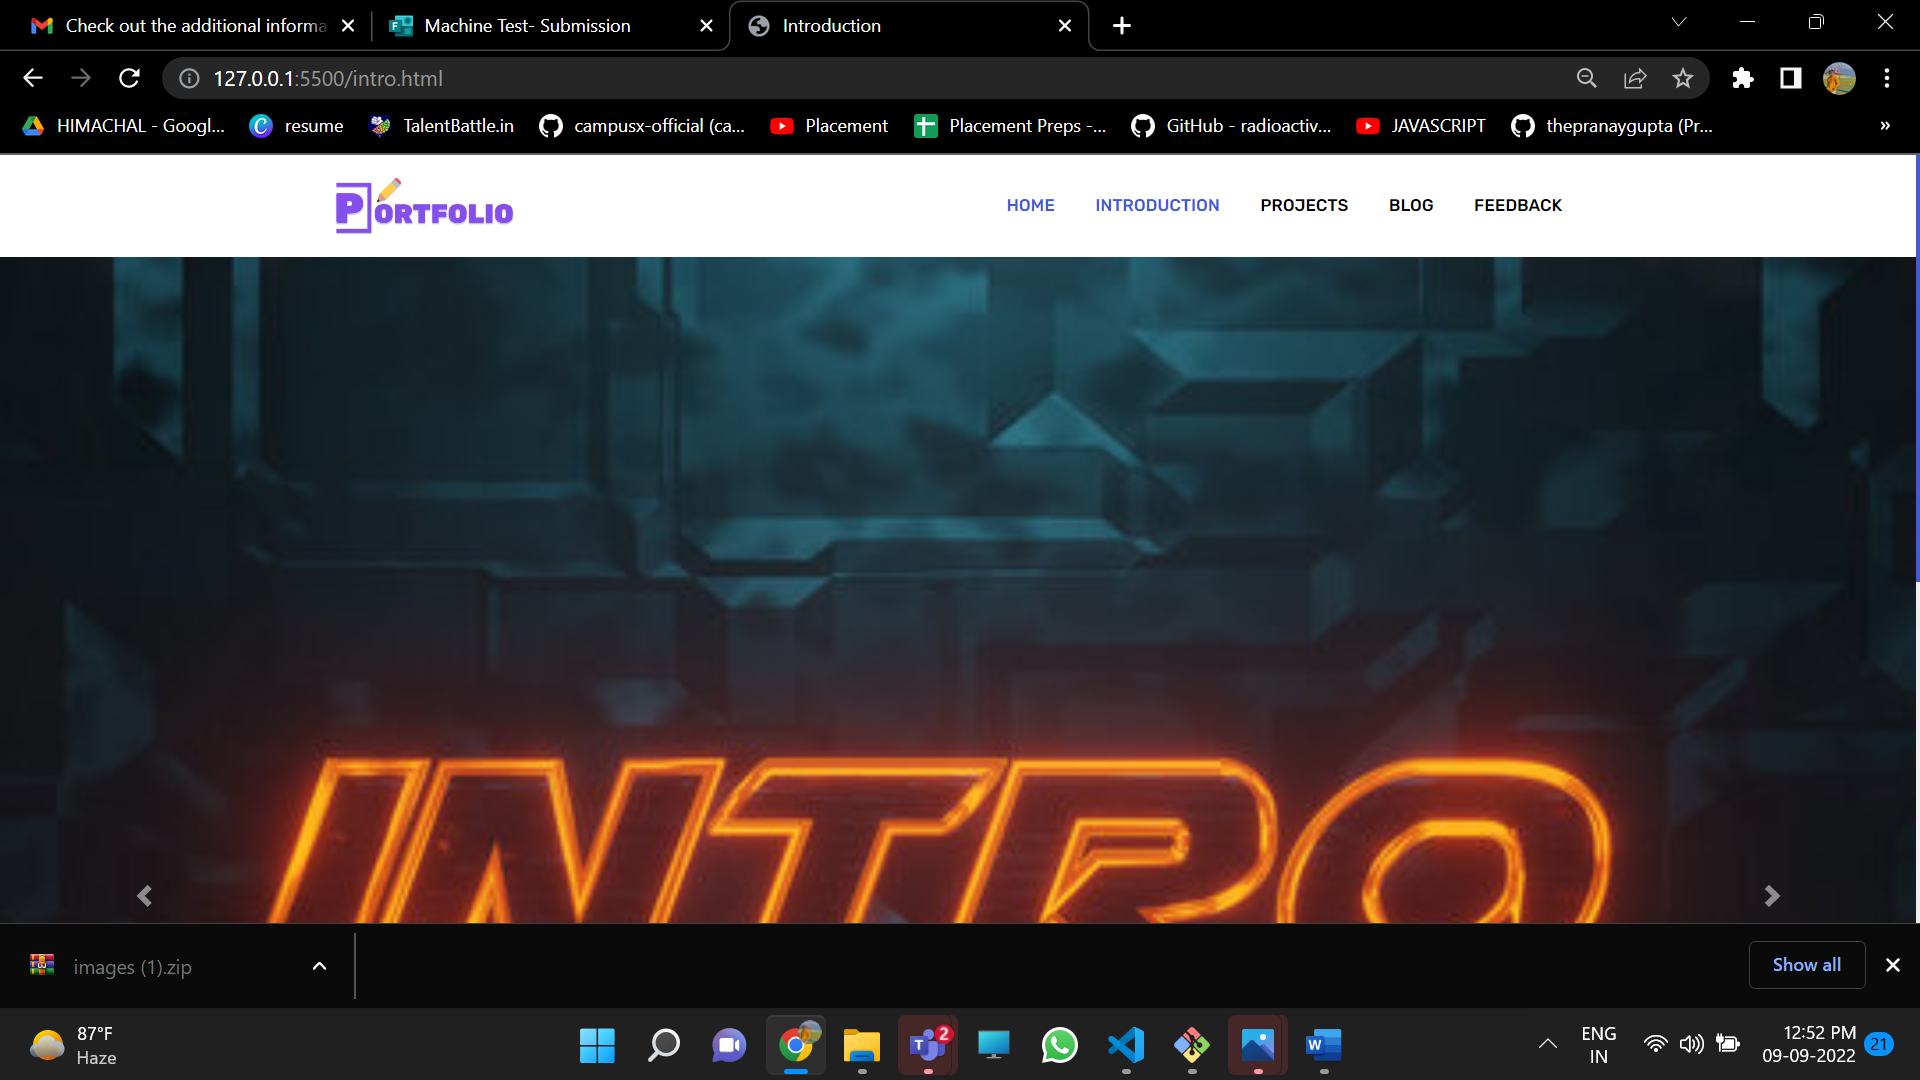 Check out the additional informa
Machine Test- Submission
Introduction
127.0.0.1:5500/intro.html
HIMACHAL - Googl...
resume
TalentBattle.in
campusx-official (ca...
Placement
Placement Preps -...
GitHub - radioactiv...
JAVASCRIPT
thepranaygupta (Pr...
»
PORTFOLIO
HOME
INTRODUCTION
PROJECTS
BLOG
FEEDBACK
INTRO
images (1).zip
Show all
87°F
Haze
2
ENG
IN
12:52 PM
09-09-2022
21